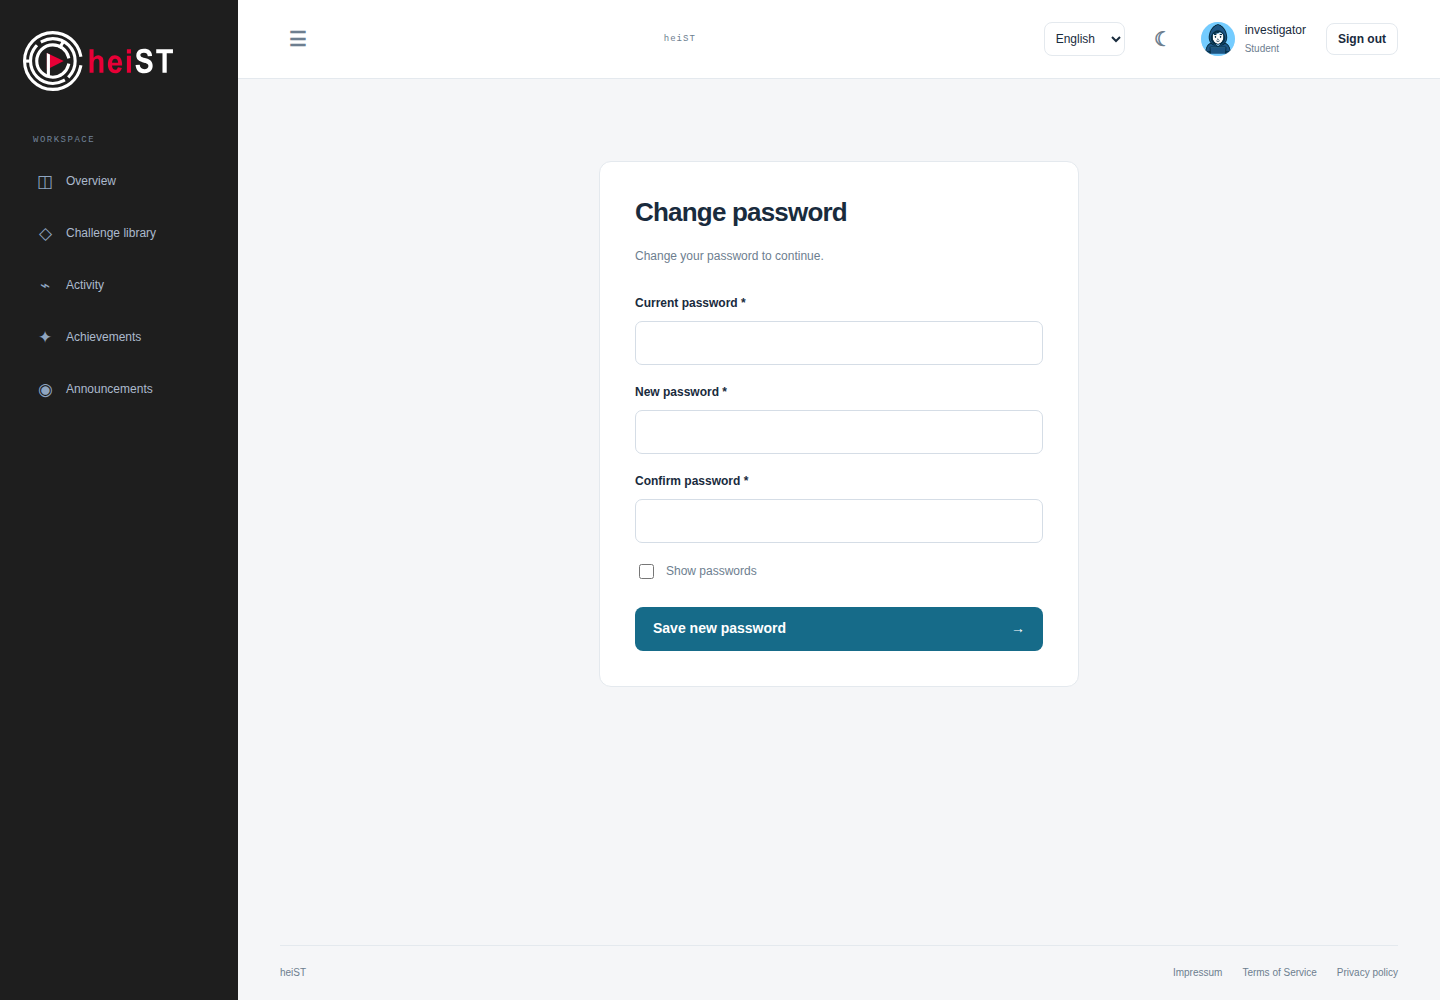 heiST
WORKSPACE
Overview
Challenge library
Activity
Achievements
Announcements
heiST
English
investigator
Student
Sign out
Change password
Change your password to continue.
Current password *
New password *
Confirm password *
Show passwords
Save new password →
heiST
Impressum Terms of Service Privacy policy